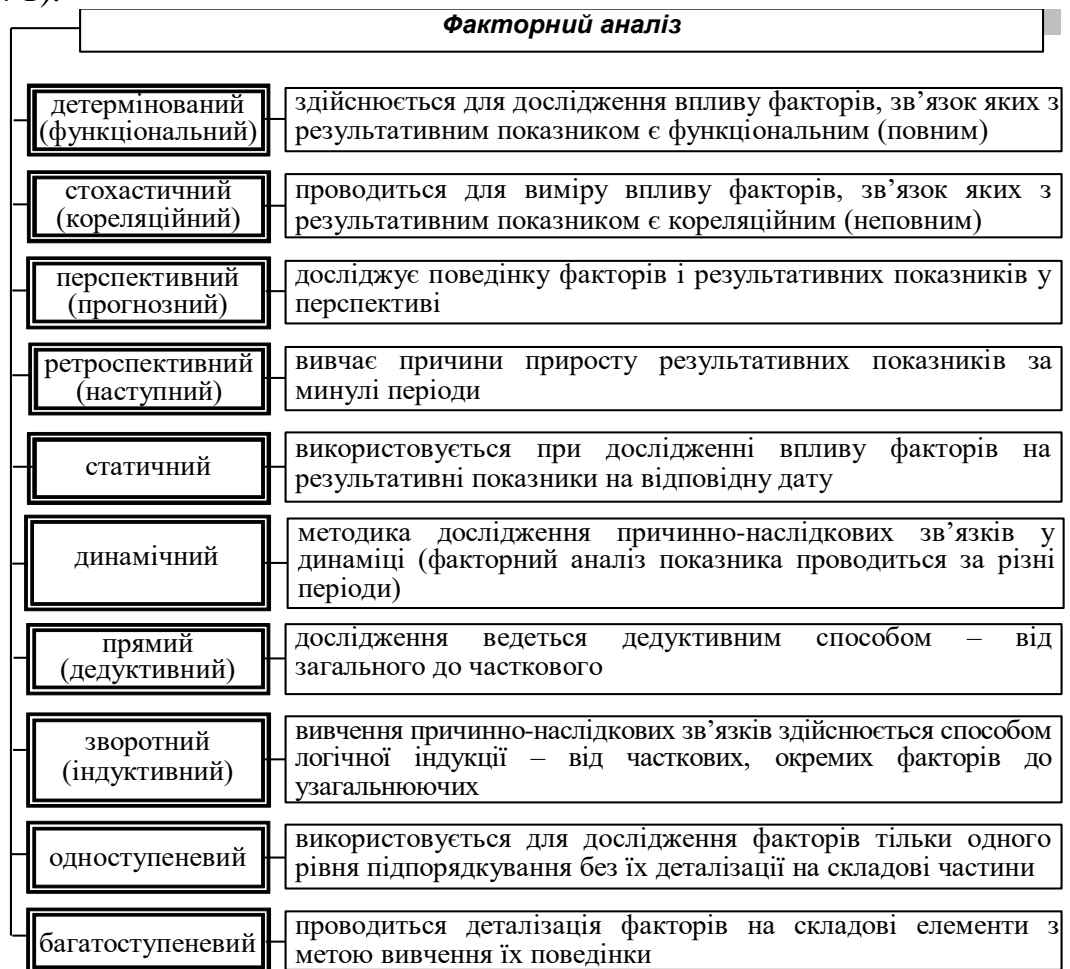 Факторний аналіз
детермінований
(функціональний)
здійснюється для дослідження впливу факторів, зв’язок яких з
результативним показником є функціональним (повним)
стохастичний
(кореляційний)
проводиться для виміру впливу факторів, зв’язок яких з
результативним показником є кореляційним (неповним)
перспективний
(прогнозний)
досліджує поведінку факторів і результативних показників у
перспективі
ретроспективний
(наступний)
вивчає причини приросту результативних показників за
минулі періоди
статичний
використовується при дослідженні впливу факторів на
результативні показники на відповідну дату
динамічний
методика дослідження причинно-наслідкових зв’язків у
динаміці (факторний аналіз показника проводиться за різні
періоди)
прямий
(дедуктивний)
дослідження ведеться дедуктивним способом – від
загального до часткового
зворотний
(індуктивний)
вивчення причинно-наслідкових зв’язків здійснюється способом
логічної індукції – від часткових, окремих факторів до
узагальнюючих
одноступеневий
використовується для дослідження факторів тільки одного
рівня підпорядкування без їх деталізації на складові частини
багатоступеневий
проводиться деталізація факторів на складові елементи з
метою вивчення їх поведінки